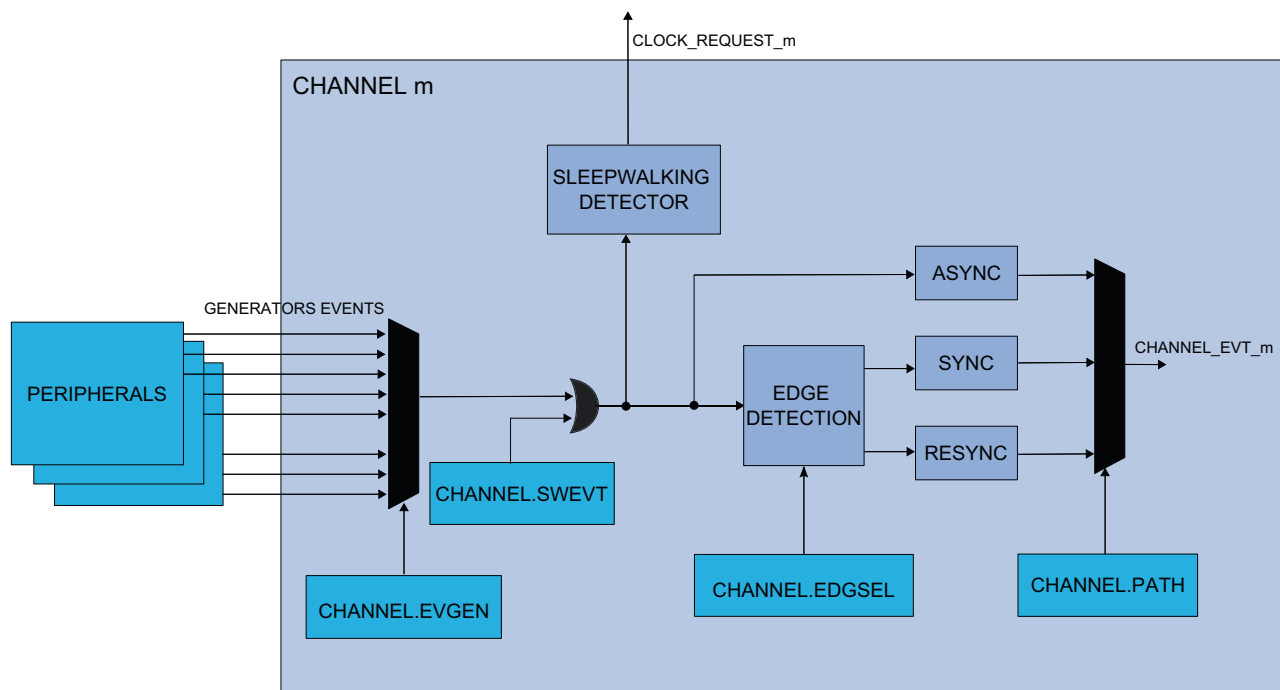 CLOCK_REQUEST_m
CHANNEL m
SLEEPWALKING
DETECTOR
ASYNC
GENERATORS EVENTS
PERIPHERALS
CHANNEL_EVT_m
SYNC
EDGE
DETECTION
RESYNC
CHANNEL.SWEVT
CHANNEL.EVGEN
CHANNEL.EDGSEL
CHANNEL.PATH